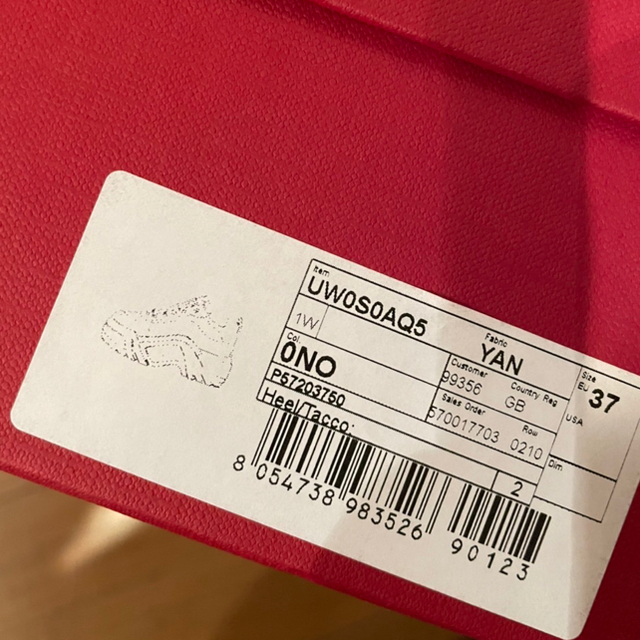 Item
UW0S0AQ5
Fabric
YAN
Size
EU 37
1W
Col.
0NO
Customer
99356
Country Reg
GB
USA
P57203750
Sales Order
570017703
Row
0210
Heel/Tacco:
Dim
2
8 054738 983526 90123